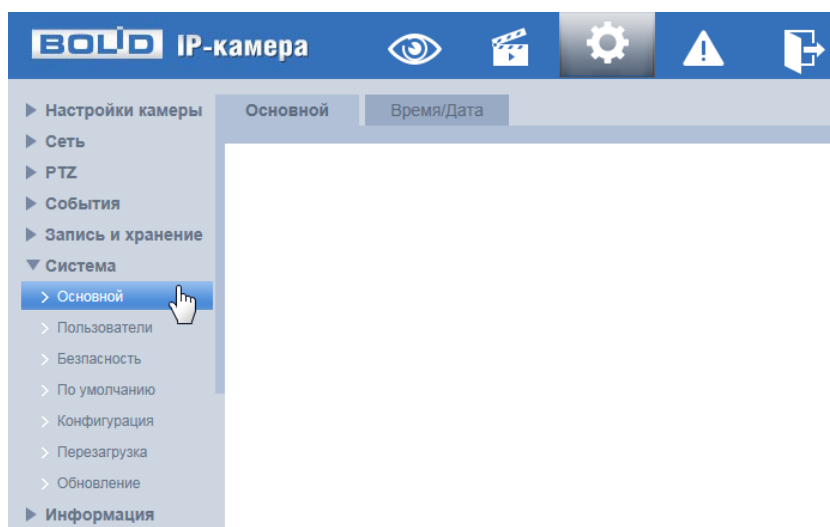 BOLID IP-камера
Основной Время/Дата
Настройки камеры
Сеть
PTZ
События
Запись и хранение
Система
Основной
Пользователи
Безпасность
По умолчанию
Конфигурация
Перезагрузка
Обновление
Информация